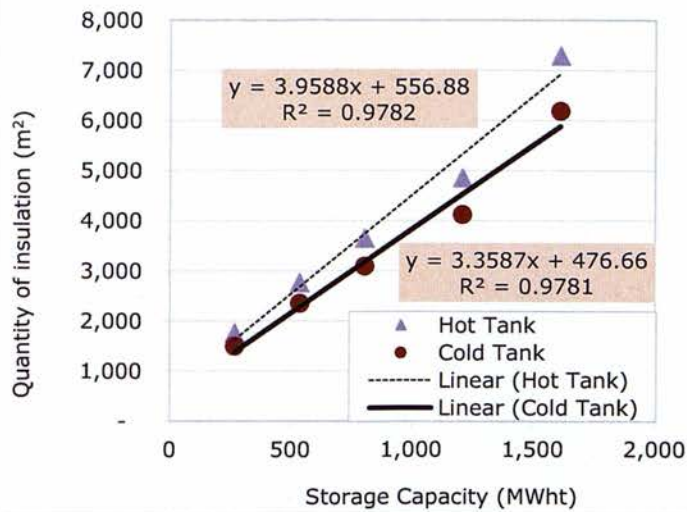 8,000
7,000
6,000
5,000
4,000
3,000
2,000
1,000
-
Quantity of insulation (m²)
y = 3.9588x + 556.88
R² = 0.9782
y = 3.3587x + 476.66
R² = 0.9781
Hot Tank
Cold Tank
Linear (Hot Tank)
Linear (Cold Tank)
0 500 1,000 1,500 2,000
Storage Capacity (MWht)